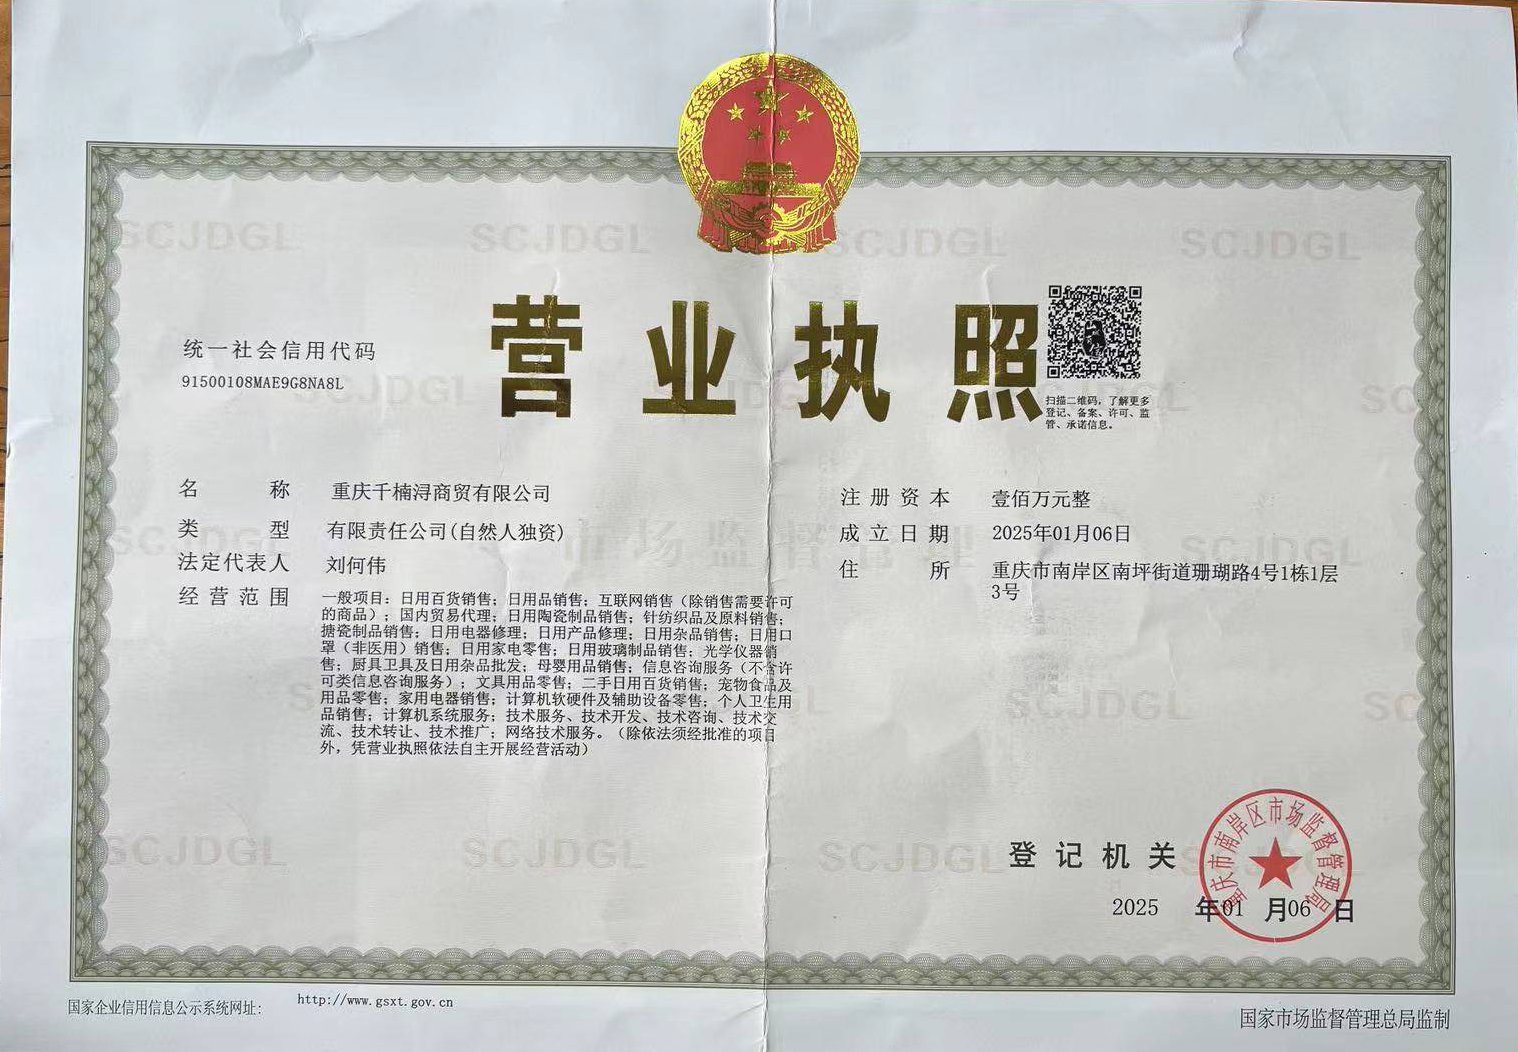 营业执照
扫描二维码,了解更多
登记、备案、许可、监
管、承诺信息。
统一社会信用代码
91500108MAE9G8NA8L
名称 重庆千楠浔商贸有限公司
类型 有限责任公司(自然人独资)
法定代表人 刘何伟
经营范围 一般项目:日用百货销售;日用品销售;互联网销售(除销售需要许可
的商品);国内贸易代理;日用陶瓷制品销售;针纺织品及原料销售;
搪瓷制品销售;日用电器修理;日用产品修理;日用杂品销售;日用口
罩(非医用)销售;日用家电零售;日用玻璃制品销售;光学仪器销
售;厨具卫具及日用杂品批发;母婴用品销售;信息咨询服务(不含许
可类信息咨询服务);文具用品零售;二手日用百货销售;宠物食品及
用品零售;家用电器销售;计算机软硬件及辅助设备零售;个人卫生用
品销售;计算机系统服务;技术服务、技术开发、技术咨询、技术交
流、技术转让、技术推广;网络技术服务。(除依法须经批准的项目
外,凭营业执照依法自主开展经营活动)
注册资本 壹佰万元整
成立日期 2025年01月06日
住所 重庆市南岸区南坪街道珊瑚路4号1栋1层
3号
登记机关
重庆市南岸区市场监督管理局
2025 年01 月06 日
国家企业信用信息公示系统网址: http://www.gsxt.gov.cn
国家市场监督管理总局监制
SCJDGL
市场监督管理